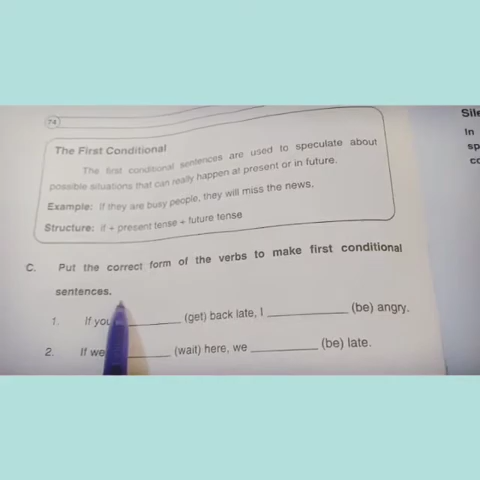 74
The First Conditional
The first conditional sentences are used to speculate about
possible situations that can really happen at present or in future.
Example: If they are busy people, they will miss the news.
Structure: if + present tense + future tense
C. Put the correct form of the verbs to make first conditional
sentences.
1. If you ________ (get) back late, I ________ (be) angry.
2. If we ________ (wait) here, we ________ (be) late.
In